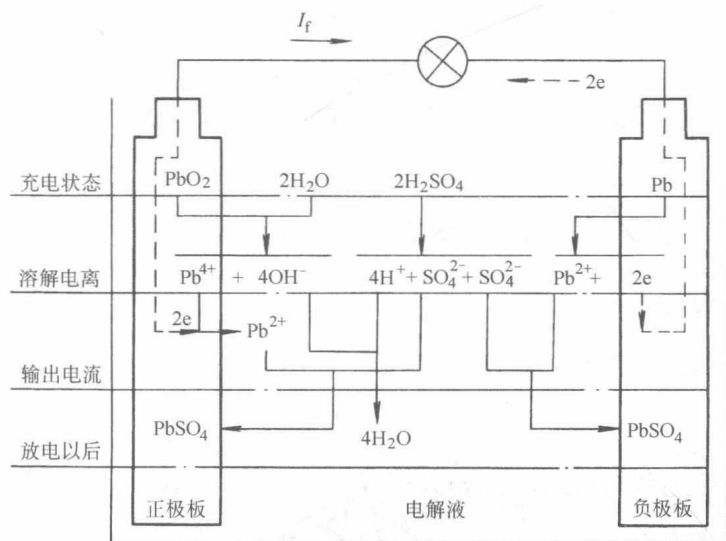 I_f
2e
充电状态 PbO₂ 2H₂O 2H₂SO₄ Pb
溶解电离 Pb⁴⁺ + 4OH⁻ 4H⁺ + SO₄²⁻ + SO₄²⁻ Pb²⁺ + 2e
2e Pb²⁺
输出电流
PbSO₄ 4H₂O PbSO₄
放电以后
正极板 电解液 负极板